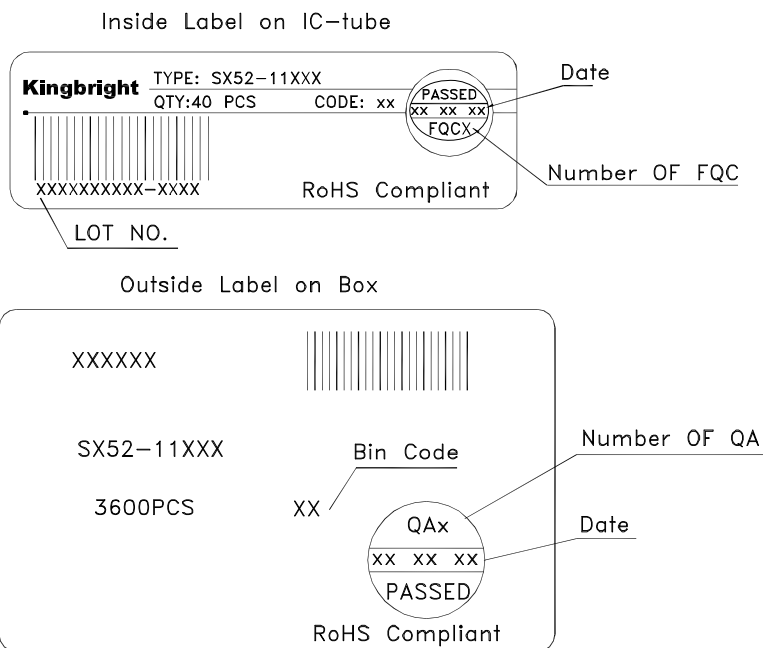 Inside Label on IC-tube
Kingbright
TYPE: SX52-11XXX
QTY:40 PCS CODE: xx
PASSED
xx xx xx
FQCX
Date
Number OF FQC
XXXXXXXXXX-XXXX
RoHS Compliant
LOT NO.
Outside Label on Box
XXXXXX
SX52-11XXX
Bin Code
Number OF QA
3600PCS
XX
QAx
Date
xx xx xx
PASSED
RoHS Compliant